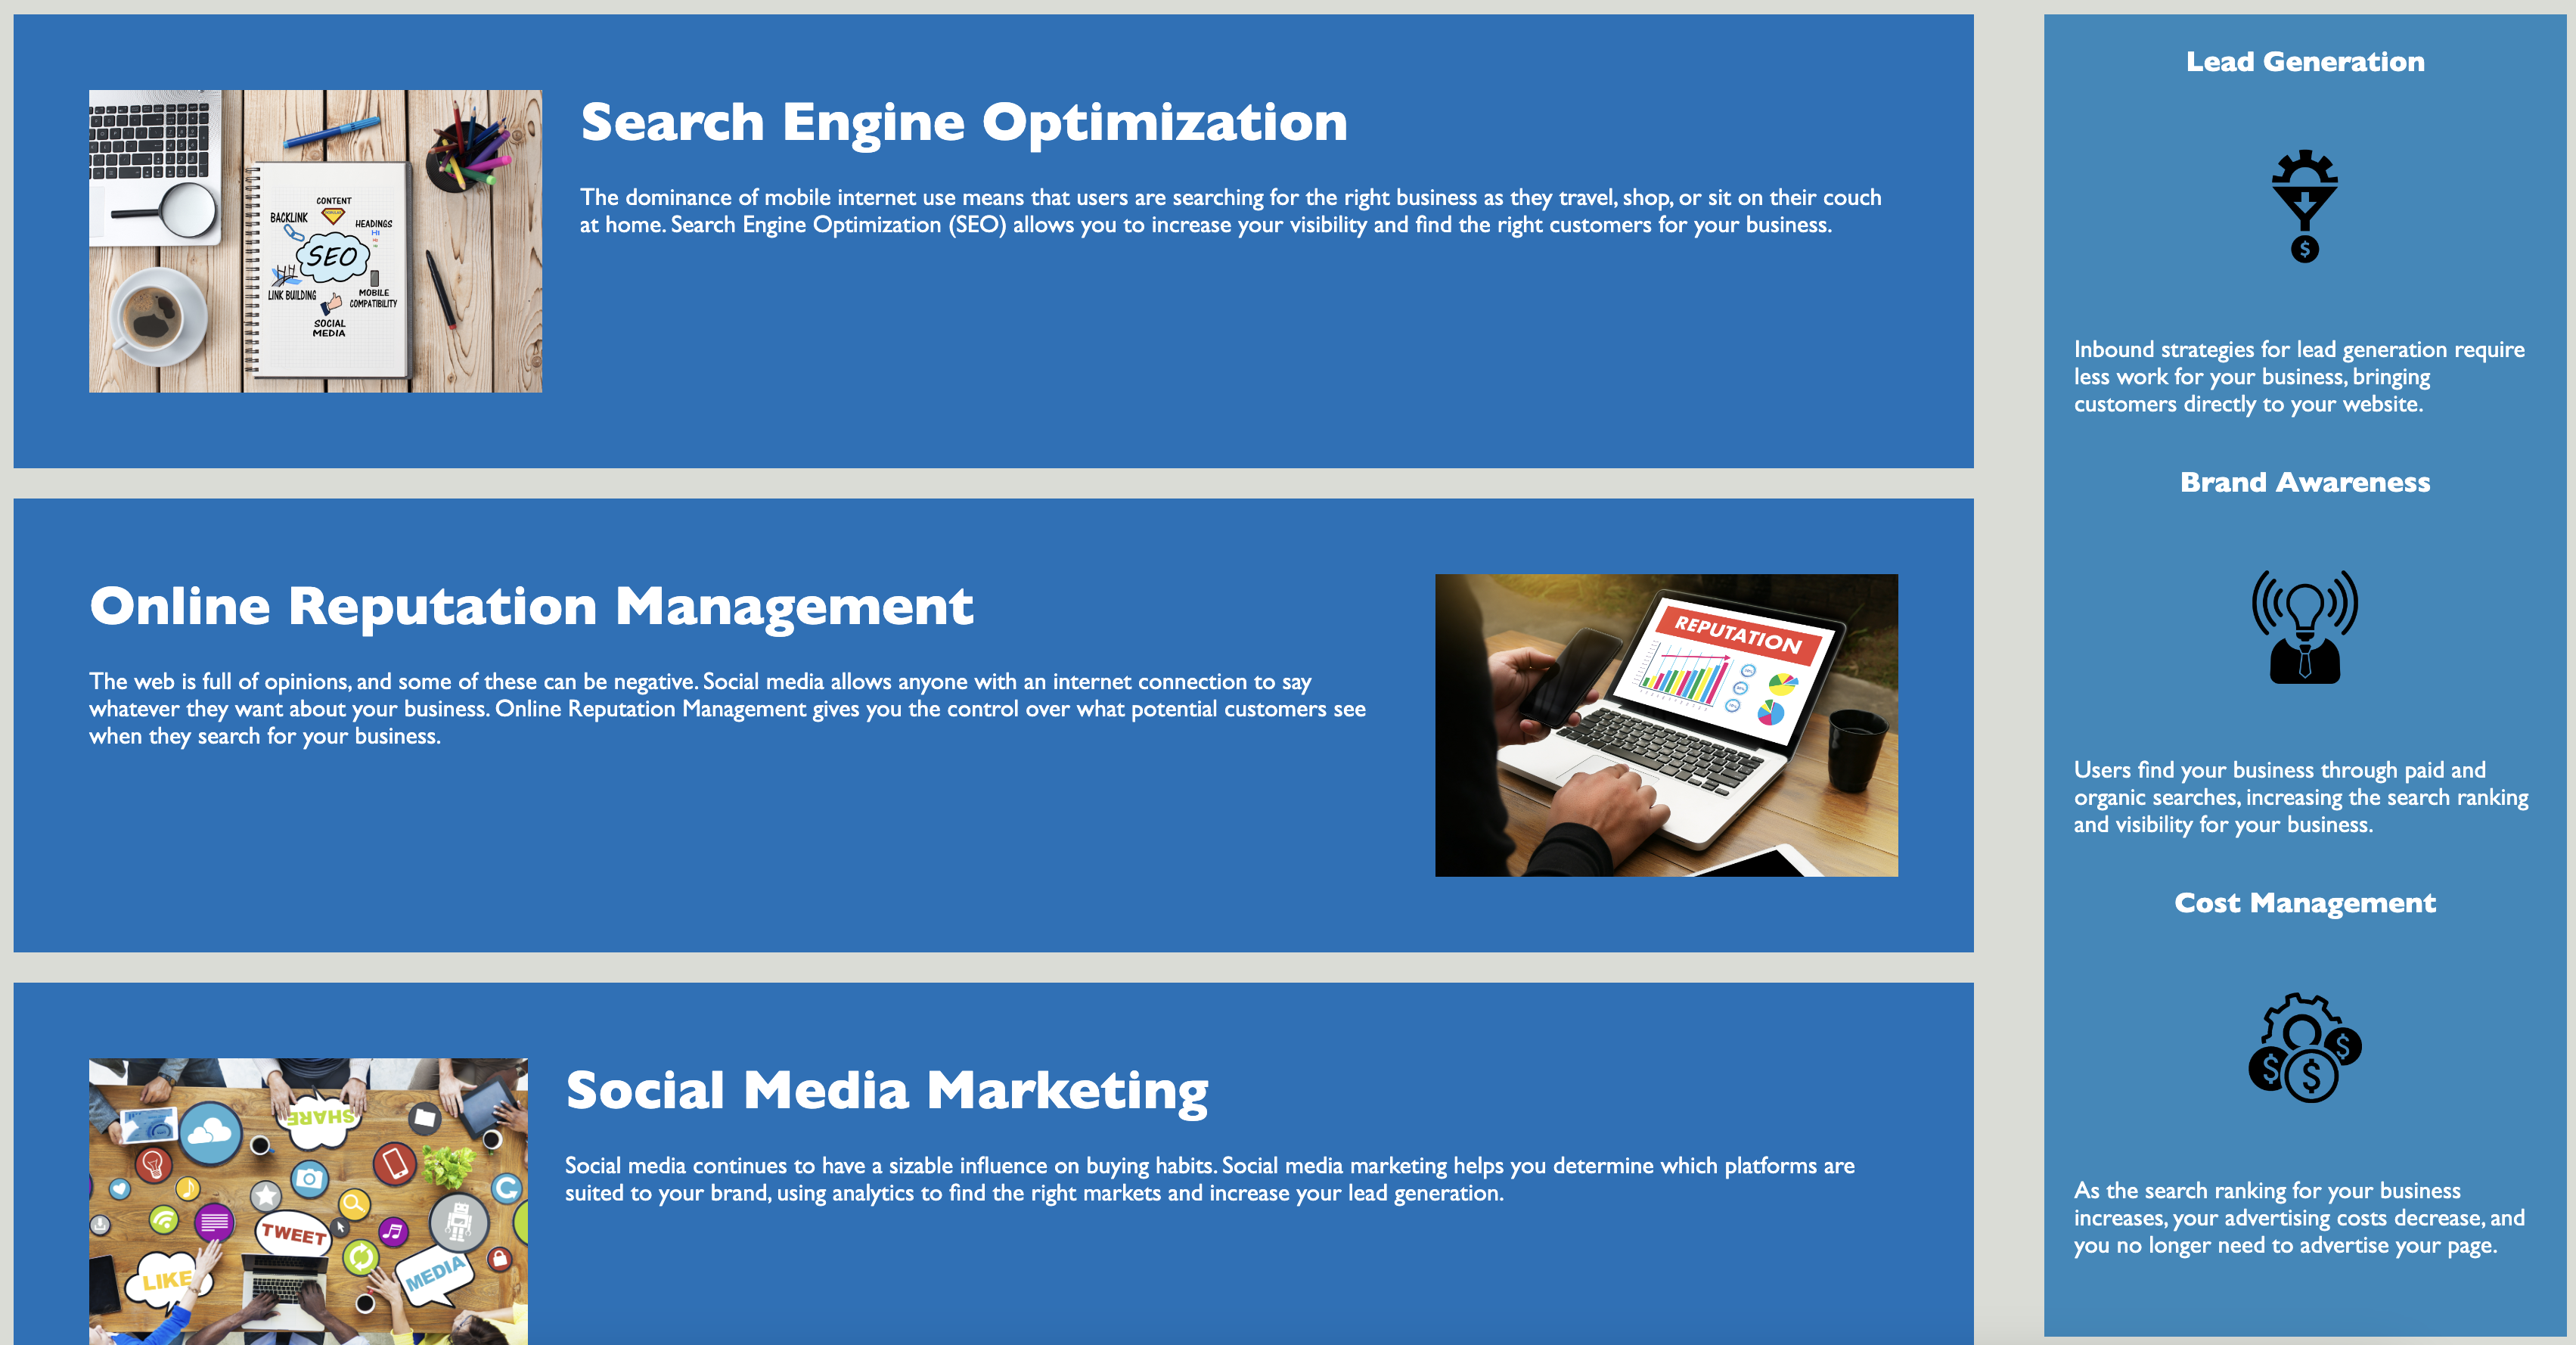 Search Engine Optimization
The dominance of mobile internet use means that users are searching for the right business as they travel, shop, or sit on their couch
at home. Search Engine Optimization (SEO) allows you to increase your visibility and find the right customers for your business.
CONTENT
BACKLINK
HEADINGS
H1
SEO
LINK BUILDING
MOBILE
COMPATIBILITY
SOCIAL
MEDIA
Online Reputation Management
The web is full of opinions, and some of these can be negative. Social media allows anyone with an internet connection to say
whatever they want about your business. Online Reputation Management gives you the control over what potential customers see
when they search for your business.
REPUTATION
Social Media Marketing
Social media continues to have a sizable influence on buying habits. Social media marketing helps you determine which platforms are
suited to your brand, using analytics to find the right markets and increase your lead generation.
SHARE
TWEET
LIKE
MEDIA
Lead Generation
$
Inbound strategies for lead generation require
less work for your business, bringing
customers directly to your website.
Brand Awareness
Users find your business through paid and
organic searches, increasing the search ranking
and visibility for your business.
Cost Management
$ $ $
As the search ranking for your business
increases, your advertising costs decrease, and
you no longer need to advertise your page.